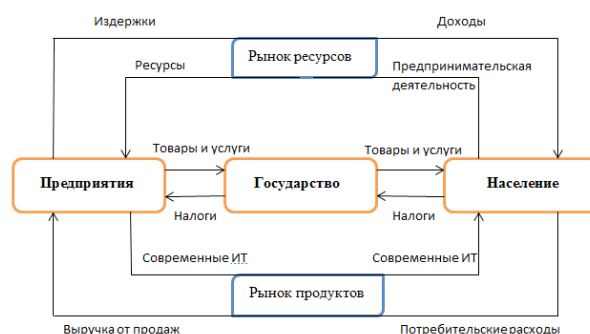 Издержки
Доходы
Рынок ресурсов
Ресурсы
Предпринимательская
деятельность
Товары и услуги
Товары и услуги
Предприятия
Государство
Население
Налоги
Налоги
Современные ИТ
Современные ИТ
Рынок продуктов
Выручка от продаж
Потребительские расходы